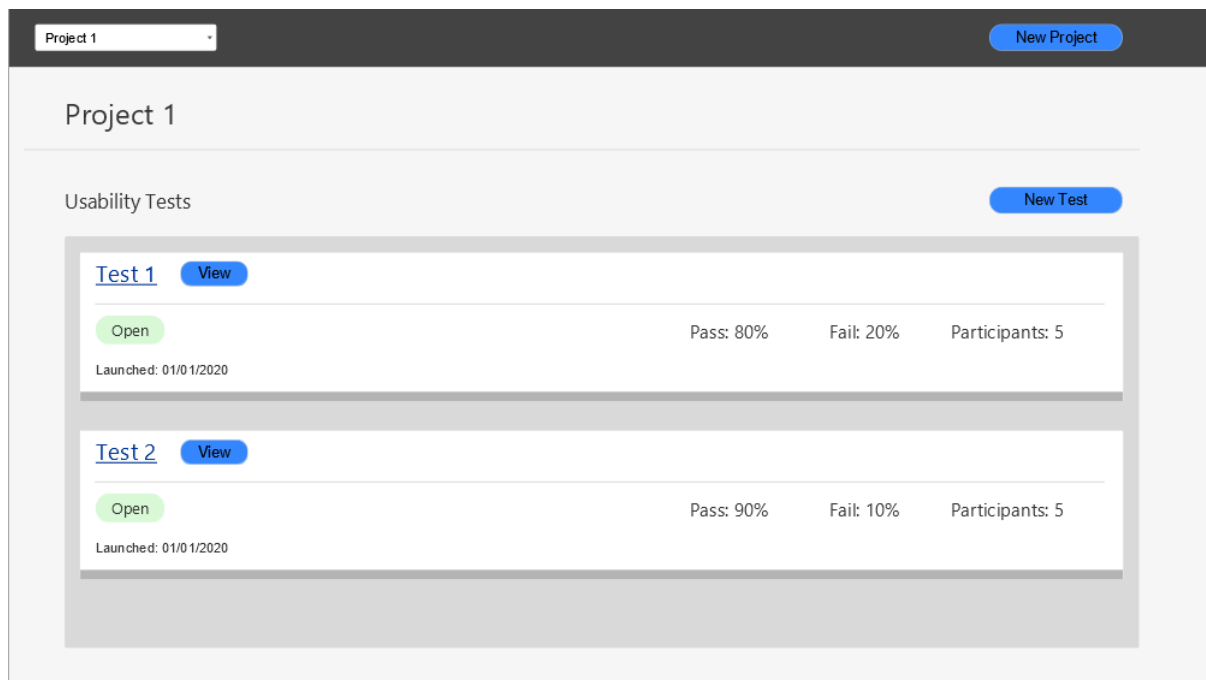 Project 1
New Project
Project 1
Usability Tests
New Test
Test 1 View
Open Pass: 80% Fail: 20% Participants: 5
Launched: 01/01/2020
Test 2 View
Open Pass: 90% Fail: 10% Participants: 5
Launched: 01/01/2020